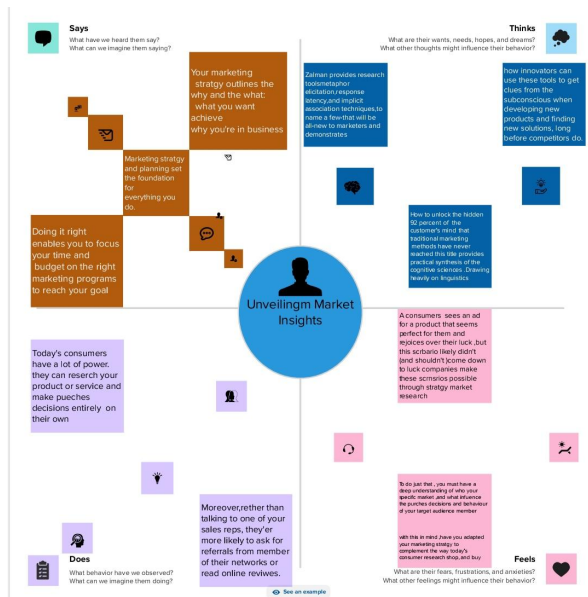 Says
What have we heard them say?
What can we imagine them saying?
Thinks
What are their wants, needs, hopes, and dreams?
What other thoughts might influence their behavior?
Your marketing
stratgy outlines the
why and the what:
what you want
achieve
why you're in business
Marketing stratgy
and planning set
the foundation
for
everything you
do.
Doing it right
enables you to focus
your time and
budget on the right
marketing programs
to reach your goal
Zalman provides research
toolsnetaphor
elicitation,response
latency,and implicit
association techniques,to
name a few-that will be
all-new to marketers and
demonstrates
how innovators can
use these tools to get
clues from the
subconscious when
developing new
products and finding
new solutions, long
before competitors do.
How to unlock the hidden
92 percent of the
customer's mind that
traditional marketing
methods have never
reached this title provides
practical synthesis of the
cognitive sciences .Drawing
heavily on linguistics
Unveilingm Market
Insights
Today's consumers
have a lot of power.
they can reserch your
product or service and
make pueches
decisions entirely on
their own
Moreover,rether than
talking to one of your
sales reps, they'er
more likely to ask for
referrals from member
of their networks or
read online reviwes.
A consumers sees an ad
for a product that seems
perfect for them and
rejoices over their luck ,but
this scrbario likely didn't
(and shouldn't )come down
to luck companies make
these scrnsrios possible
through stratgy market
research
To do just that , you must have a
deep understanding of who your
specific market ,and what influence
the purches decisions and behaviour
of your target audience member
with this in mind ,have you adapted
your marketing stratgy to
complement the way today's
consumer research shop,and buy
Does
What behavior have we observed?
What can we imagine them doing?
Feels
What are their fears, frustrations, and anxieties?
What other feelings might influence their behavior?
See an example